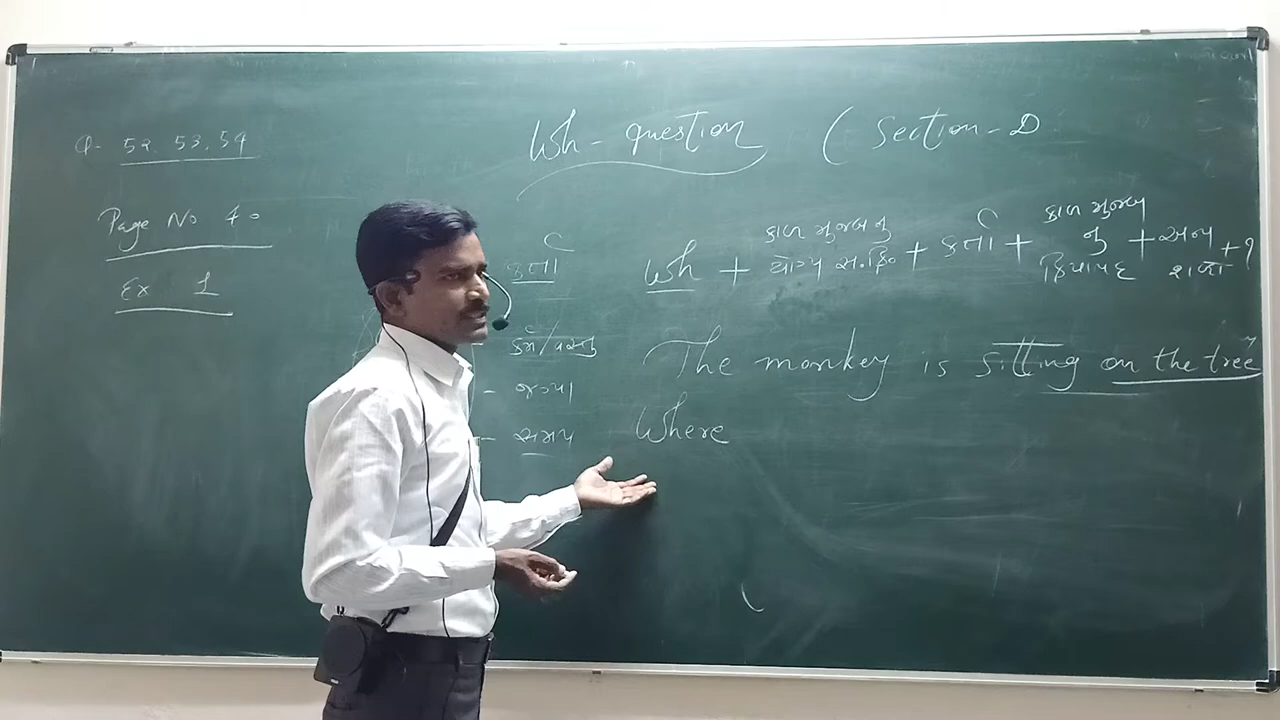 Wh-question (Section-D
Q- 52, 53, 54
Page No 40
Ex 1
કર્તા
કર્મ/વસ્તુ
- જગ્યા
- સમય
Wh + કાળ મુજબનું યોગ્ય સ.ક્રિ. + કર્તા + કાળ મુજબનું ક્રિયાપદ + અન્ય શબ્દો + ?
The monkey is sitting on the tree
Where